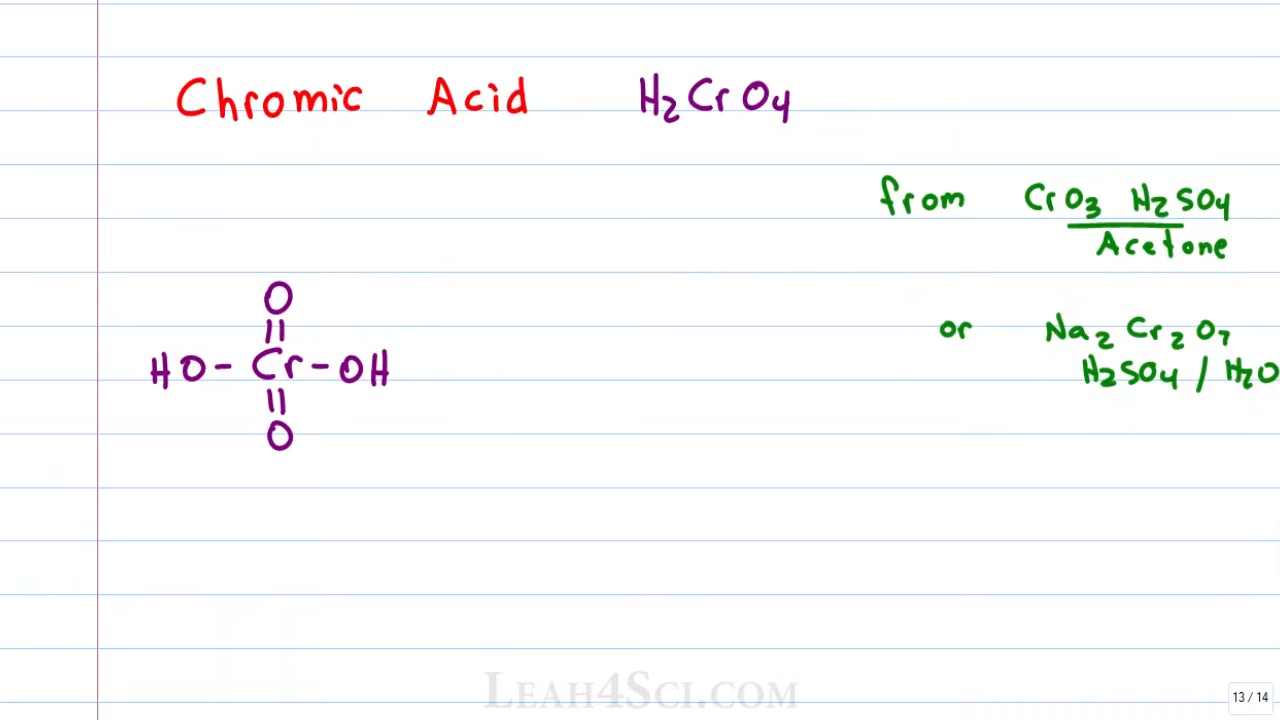 Chromic Acid H₂CrO₄
from CrO₃ H₂SO₄
Acetone
or Na₂Cr₂O₇
H₂SO₄ / H₂O
O
||
HO-Cr-OH
||
O
LEAH4SCI.COM
13 / 14